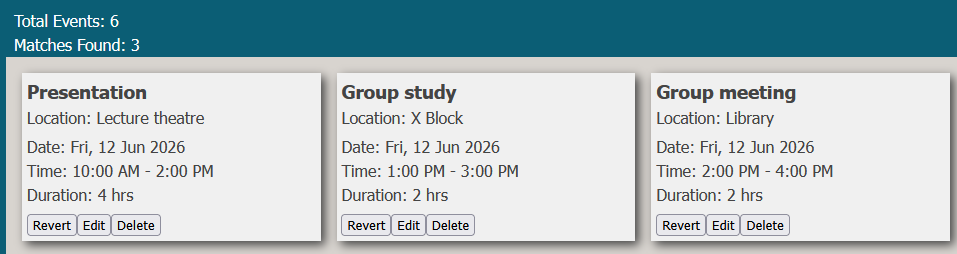 Total Events: 6
Matches Found: 3
Presentation
Location: Lecture theatre
Date: Fri, 12 Jun 2026
Time: 10:00 AM - 2:00 PM
Duration: 4 hrs
Revert Edit Delete
Group study
Location: X Block
Date: Fri, 12 Jun 2026
Time: 1:00 PM - 3:00 PM
Duration: 2 hrs
Revert Edit Delete
Group meeting
Location: Library
Date: Fri, 12 Jun 2026
Time: 2:00 PM - 4:00 PM
Duration: 2 hrs
Revert Edit Delete